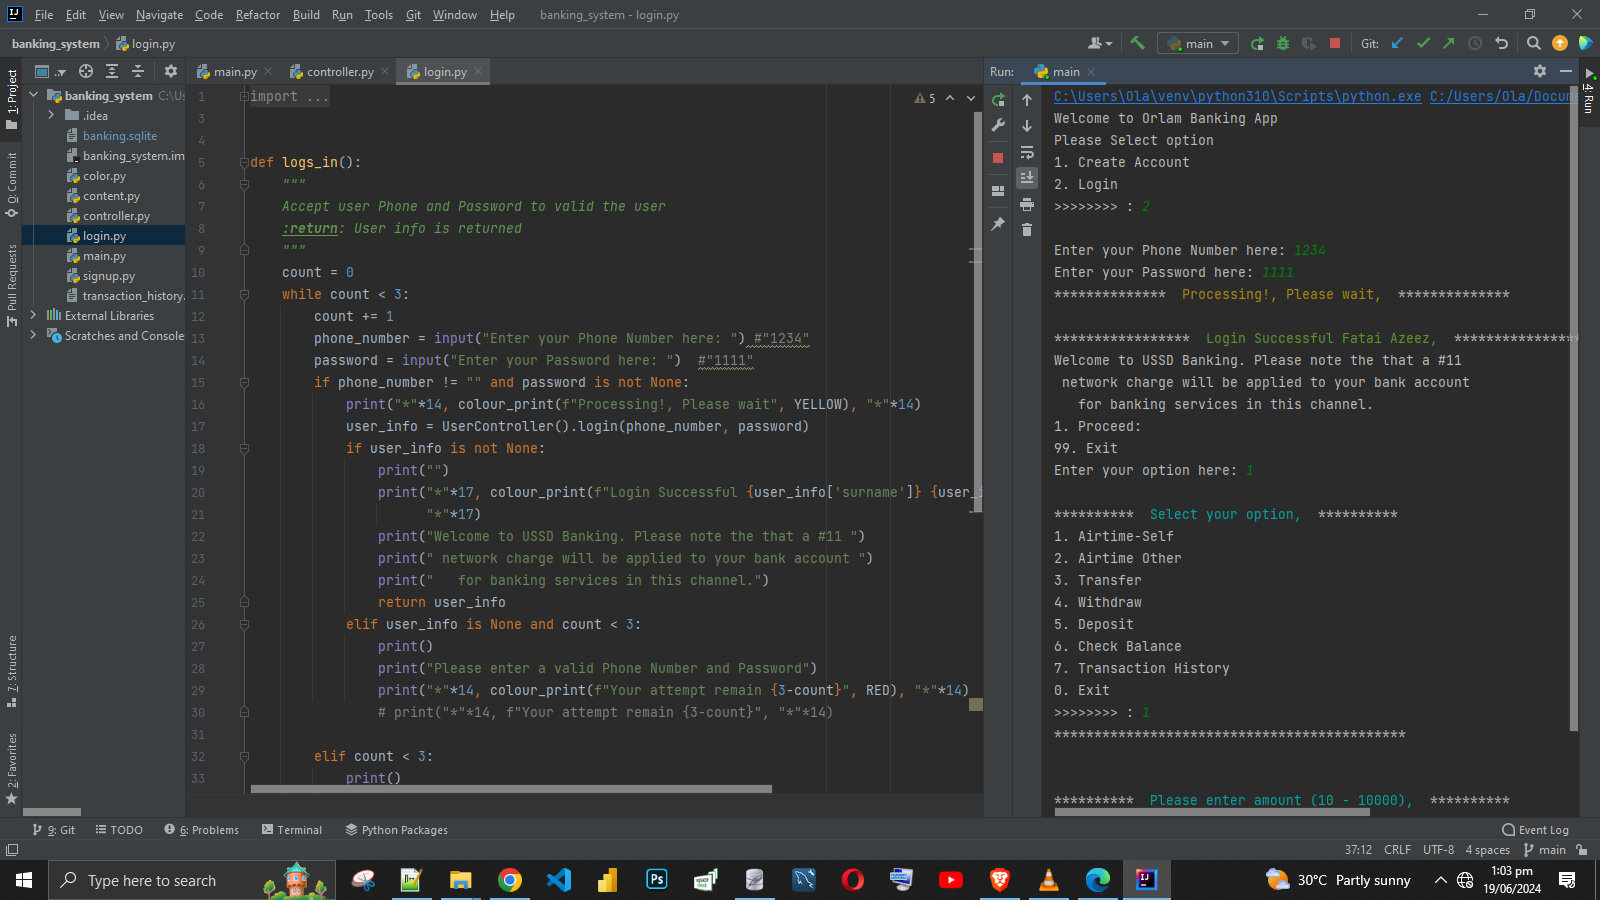 File Edit View Navigate Code Refactor Build Run Tools Git Window Help banking_system - login.py
banking_system login.py main Git:
1: Project
0: Commit
Pull Requests
7: Structure
2: Favorites
banking_system C:\Us
.idea
banking.sqlite
banking_system.im
color.py
content.py
controller.py
login.py
main.py
signup.py
transaction_history.
External Libraries
Scratches and Console
main.py controller.py login.py
5
1 import ...
3
4
5 def logs_in():
6 """
7 Accept user Phone and Password to valid the user
8 :return: User info is returned
9 """
10 count = 0
11 while count < 3:
12 count += 1
13 phone_number = input("Enter your Phone Number here: ") #"1234"
14 password = input("Enter your Password here: ") #"1111"
15 if phone_number != "" and password is not None:
16 print("*"*14, colour_print(f"Processing!, Please wait", YELLOW), "*"*14)
17 user_info = UserController().login(phone_number, password)
18 if user_info is not None:
19 print("")
20 print("*"*17, colour_print(f"Login Successful {user_info['surname']} {user_i
21 "*"*17)
22 print("Welcome to USSD Banking. Please note the that a #11 ")
23 print(" network charge will be applied to your bank account ")
24 print("   for banking services in this channel.")
25 return user_info
26 elif user_info is None and count < 3:
27 print()
28 print("Please enter a valid Phone Number and Password")
29 print("*"*14, colour_print(f"Your attempt remain {3-count}", RED), "*"*14)
30 # print("*"*14, f"Your attempt remain {3-count}", "*"*14)
31
32 elif count < 3:
33 print()
Run: main
4: Run
C:\Users\Ola\venv\python310\Scripts\python.exe C:/Users/Ola/Docum
Welcome to Orlam Banking App
Please Select option
1. Create Account
2. Login
>>>>>>>> : 2
Enter your Phone Number here: 1234
Enter your Password here: 1111
************** Processing!, Please wait, **************
***************** Login Successful Fatai Azeez, *****************
Welcome to USSD Banking. Please note the that a #11
network charge will be applied to your bank account
for banking services in this channel.
1. Proceed:
99. Exit
Enter your option here: 1
********** Select your option, **********
1. Airtime-Self
2. Airtime Other
3. Transfer
4. Withdraw
5. Deposit
6. Check Balance
7. Transaction History
0. Exit
>>>>>>>> : 1
********************************************
********** Please enter amount (10 - 10000), **********
9: Git TODO 6: Problems Terminal Python Packages Event Log
37:12 CRLF UTF-8 4 spaces main
Type here to search
30°C Partly sunny
1:03 pm
19/06/2024